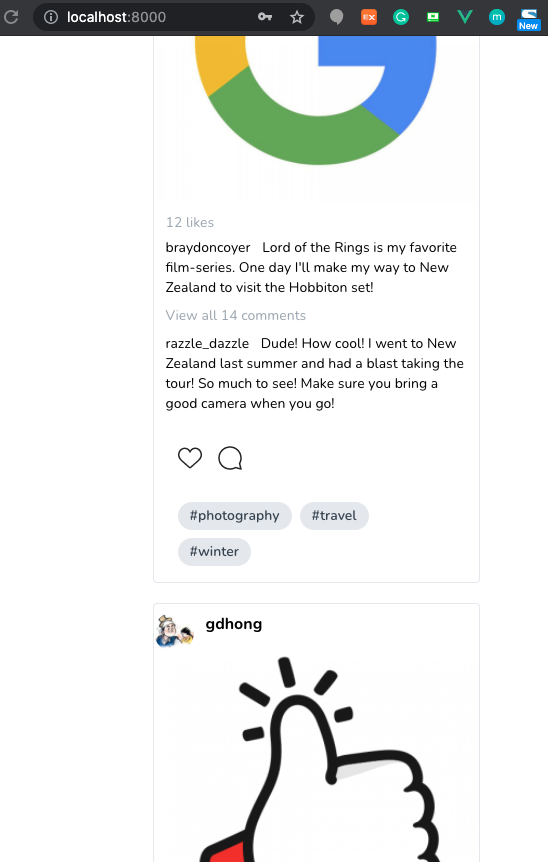 localhost:8000
New
12 likes
braydoncoyer Lord of the Rings is my favorite
film-series. One day I'll make my way to New
Zealand to visit the Hobbiton set!
View all 14 comments
razzle_dazzle Dude! How cool! I went to New
Zealand last summer and had a blast taking the
tour! So much to see! Make sure you bring a
good camera when you go!
#photography #travel
#winter
gdhong